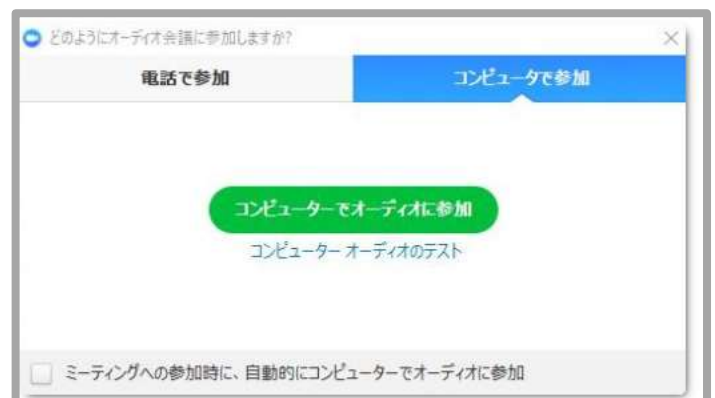 どのようにオーディオ会議に参加しますか?
電話で参加
コンピュータで参加
コンピューターでオーディオに参加
コンピューター オーディオのテスト
ミーティングへの参加時に、自動的にコンピューターでオーディオに参加